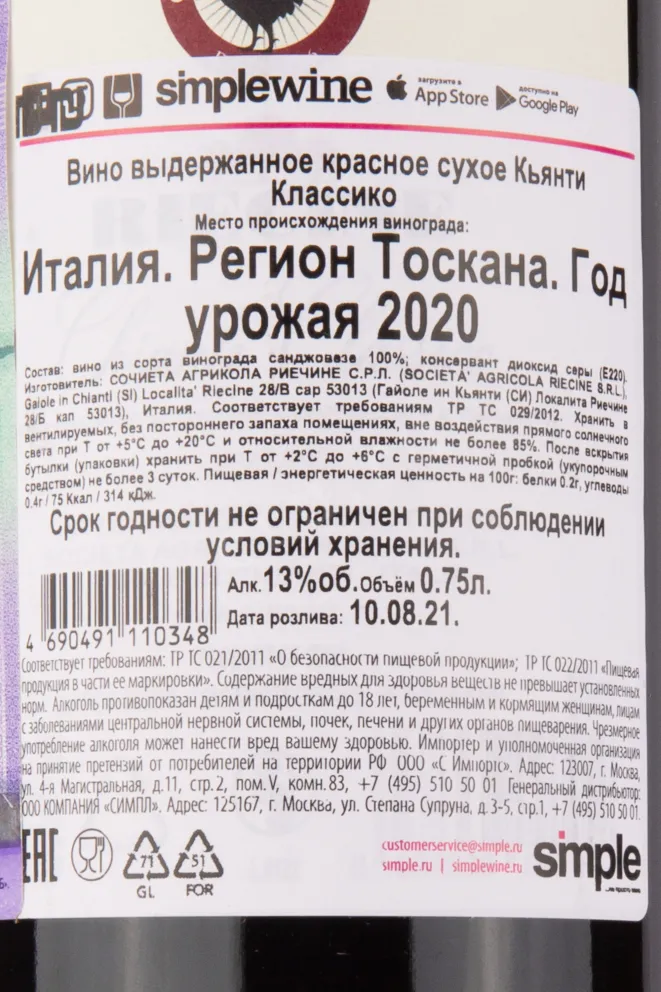 simplewine загрузите в App Store доступно на Google Play
Вино выдержанное красное сухое Кьянти
Классико
Место происхождения винограда:
Италия. Регион Тоскана. Год
урожая 2020
Состав: вино из сорта винограда санджовезе 100%; консервант диоксид серы (E220).
Изготовитель: СОЧИЕТА АГРИКОЛА РИЕЧИНЕ С.Р.Л. (SOCIETA' AGRICOLA RIECINE S.R.L.),
Gaiole in Chianti (SI) Localita' Riecine 28/B cap 53013 (Гайоле ин Кьянти (СИ) Локалита Риечине
28/Б кап 53013), Италия. Соответствует требованиям ТР ТС 029/2012. Хранить в
вентилируемых, без постороннего запаха помещениях, вне воздействия прямого солнечного
света при T от +5°C до +20°C и относительной влажности не более 85%. После вскрытия
бутылки (упаковки) хранить при T от +2°C до +6°C с герметичной пробкой (укупорочным
средством) не более 3 суток. Пищевая / энергетическая ценность на 100г: белки 0.2г, углеводы
0.4г / 75 Ккал / 314 кДж.
Срок годности не ограничен при соблюдении
условий хранения.
Алк.13%об.Объём 0.75л.
Дата розлива: 10.08.21.
4 690491 110348
Соответствует требованиям: ТР ТС 021/2011 «О безопасности пищевой продукции»; ТР ТС 022/2011 «Пищевая
продукция в части ее маркировки». Содержание вредных для здоровья веществ не превышает установленных
норм. Алкоголь противопоказан детям и подросткам до 18 лет, беременным и кормящим женщинам, лицам
с заболеваниями центральной нервной системы, почек, печени и других органов пищеварения. Чрезмерное
употребление алкоголя может нанести вред вашему здоровью. Импортер и уполномоченная организация
на принятие претензий от потребителей на территории РФ ООО «С Импортс». Адрес: 123007, г. Москва,
ул. 4-я Магистральная, д.11, стр.2, пом.V, комн.83, +7 (495) 510 50 01 Генеральный дистрибьютор:
ООО КОМПАНИЯ «СИМПЛ». Адрес: 125167, г. Москва, ул. Степана Супруна, д.3-5, стр.1, +7 (495) 510 50 01.
EAC
71
GL
51
FOR
customerservice@simple.ru
simple.ru | simplewine.ru
simple
...не просто вино